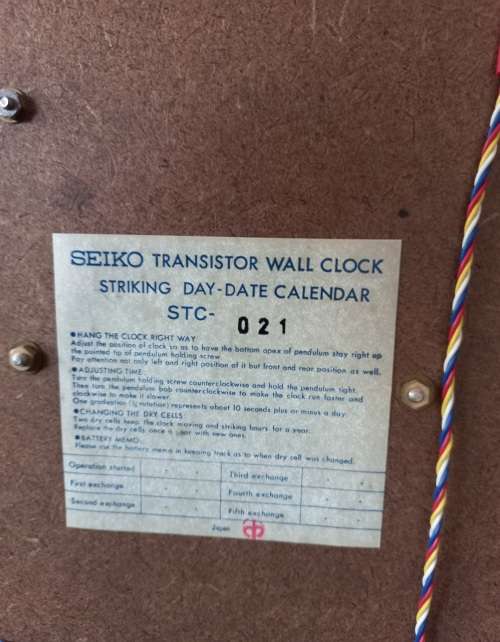 SEIKO TRANSISTOR WALL CLOCK
STRIKING DAY-DATE CALENDAR
STC- 021
●HANG THE CLOCK RIGHT WAY
Adjust the position of clock so as to have the bottom apex of pendulum stay right up
the pointed tip of pendulum holding screw.
Pay attention not only left and right position of it but front and rear position as well.
●ADJUSTING TIME
Turn the pendulum holding screw counterclockwise and hold the pendulum tight.
Then turn the pendulum bob counterclockwise to make the clock run faster and
clockwise to make it slower.
One graduation rotation) represents about 10 seconds plus or minus a day.
●CHANGING THE DRY CELLS
Two dry cells keep the clock moving and striking hours for a year.
Replace the dry cells once a year with new ones.
●BATTERY MEMO
Please use the battery memo in keeping track as to when dry cell was changed.
Operation started
Third exchange
First exchange
Fourth exchange
Second exchange
Fifth exchange
Japan